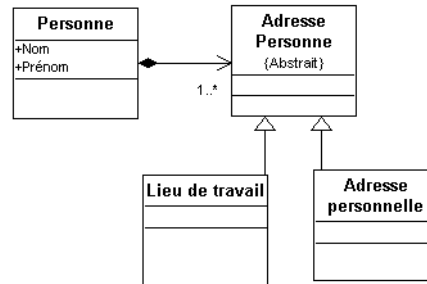 Personne
+Nom
+Prénom
1..*
Adresse
Personne
{Abstrait}
Lieu de travail
Adresse
personnelle